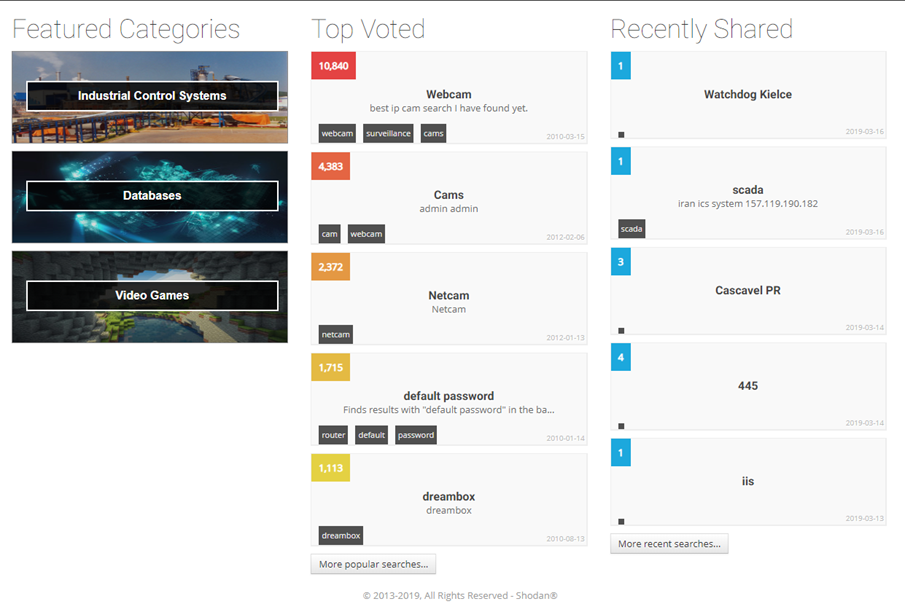 Featured Categories
Industrial Control Systems
Databases
Video Games
Top Voted
10,840
Webcam
best ip cam search I have found yet.
webcam surveillance cams
2010-03-15
4,383
Cams
admin admin
cam webcam
2012-02-06
2,372
Netcam
Netcam
netcam
2012-01-13
1,715
default password
Finds results with "default password" in the ba...
router default password
2010-01-14
1,113
dreambox
dreambox
dreambox
2010-08-13
More popular searches...
Recently Shared
1
Watchdog Kielce
2019-03-16
1
scada
iran ics system 157.119.190.182
scada
2019-03-16
3
Cascavel PR
2019-03-14
4
445
2019-03-14
1
iis
2019-03-13
More recent searches...
© 2013-2019, All Rights Reserved - Shodan®